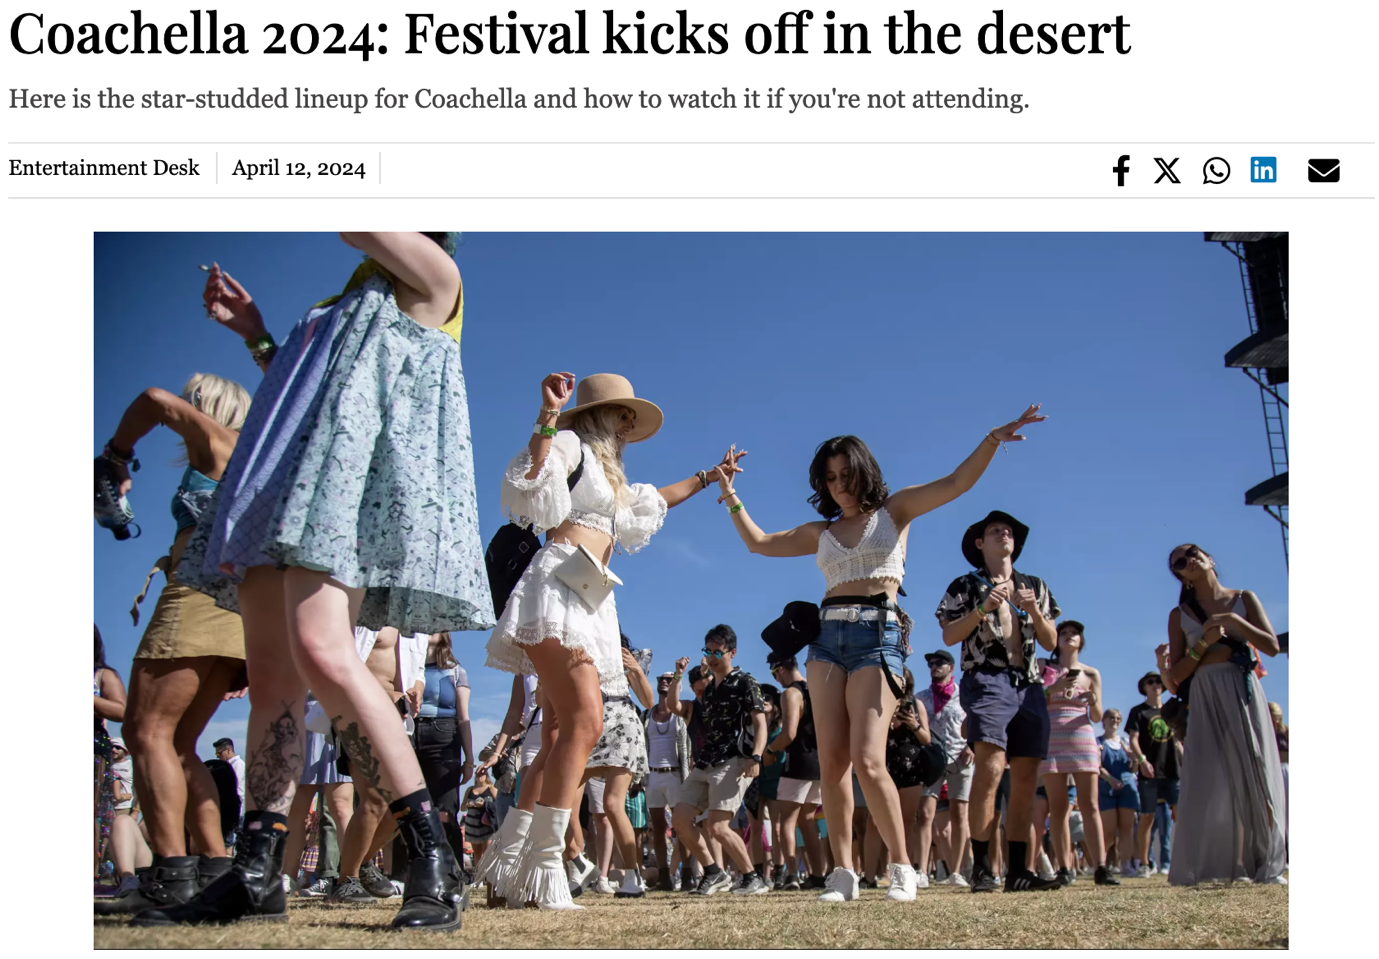 Coachella 2024: Festival kicks off in the desert
Here is the star-studded lineup for Coachella and how to watch it if you're not attending.
Entertainment Desk
April 12, 2024
in